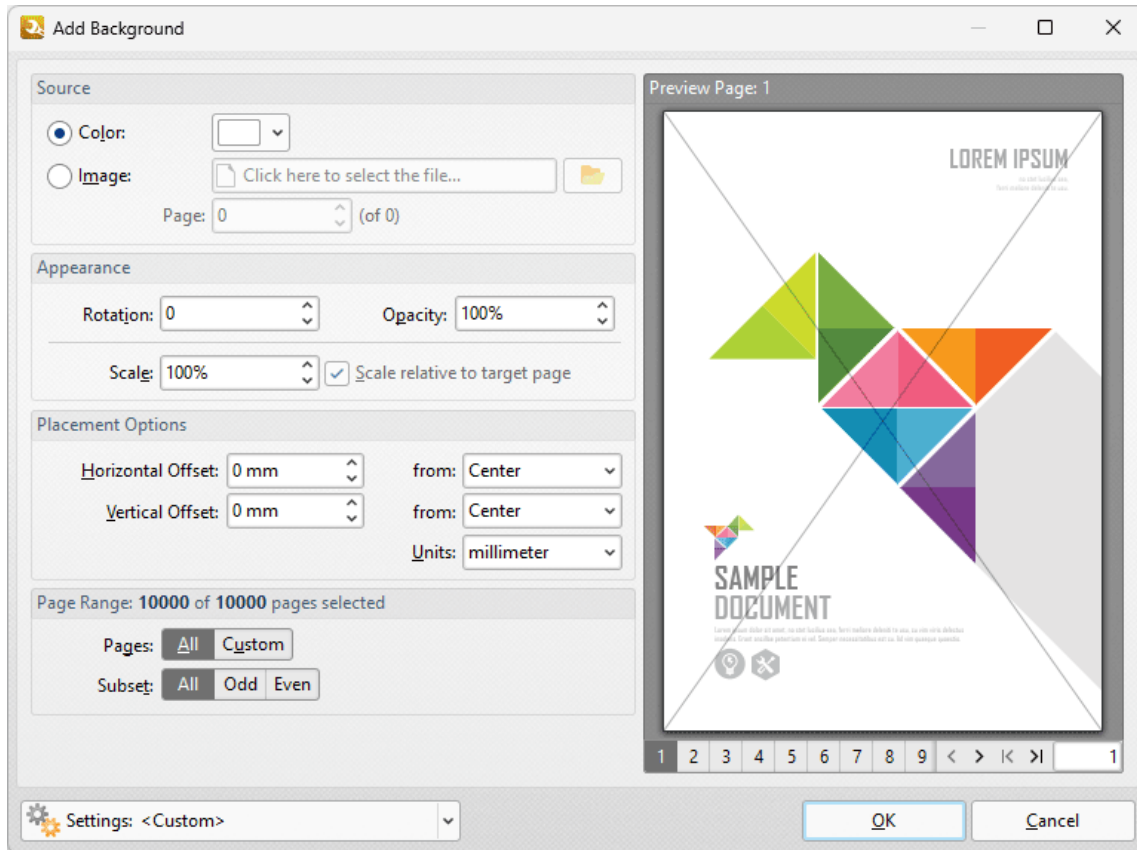 Add Background
Source
Color:
Image: Click here to select the file...
Page: 0 (of 0)
Appearance
Rotation: 0 Opacity: 100%
Scale: 100% Scale relative to target page
Placement Options
Horizontal Offset: 0 mm from: Center
Vertical Offset: 0 mm from: Center
Units: millimeter
Page Range: 10000 of 10000 pages selected
Pages: All Custom
Subset: All Odd Even
Preview Page: 1
LOREM IPSUM
SAMPLE
DOCUMENT
1 2 3 4 5 6 7 8 9 1
Settings: <Custom>
OK Cancel